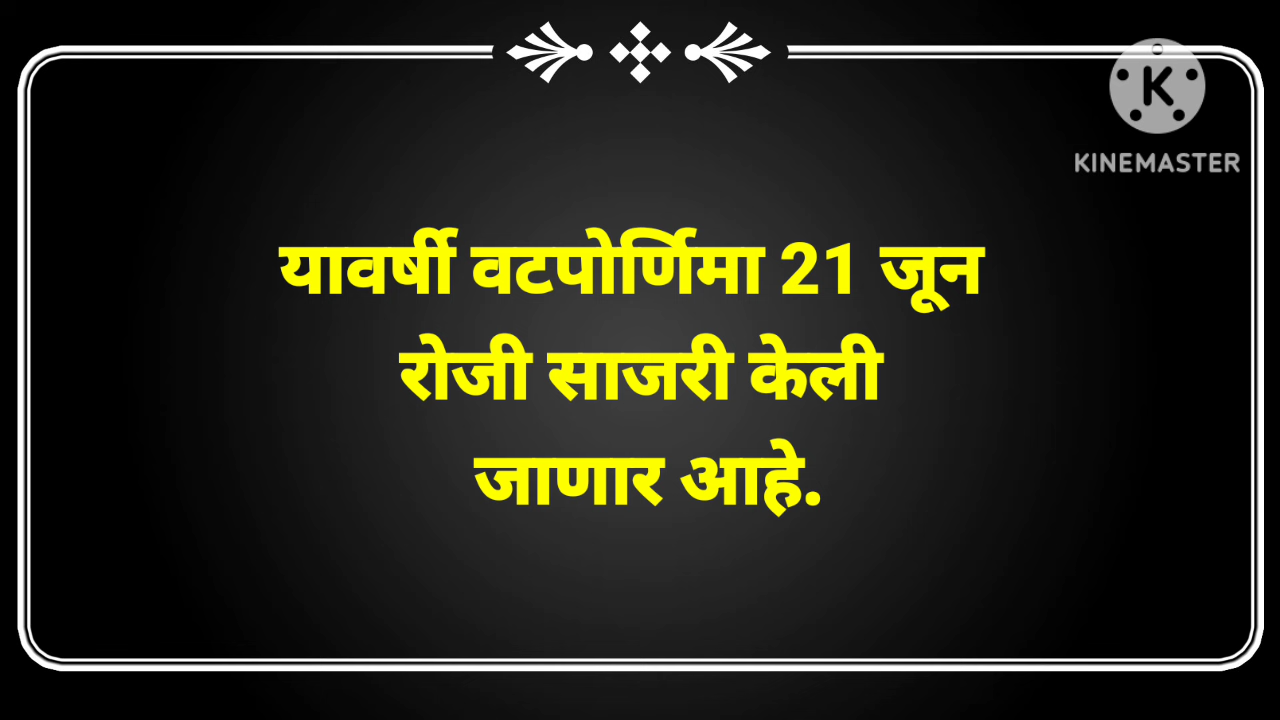 KINEMASTER
यावर्षी वटपोर्णिमा 21 जून
रोजी साजरी केली
जाणार आहे.